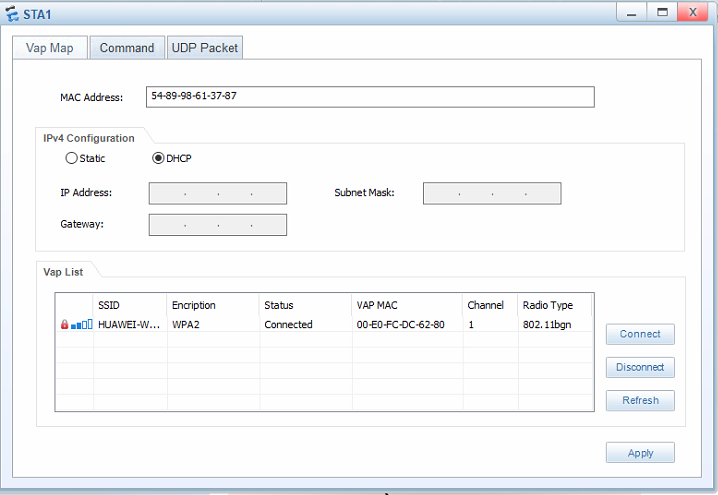 STA1
Vap Map Command UDP Packet
MAC Address: 54-89-98-61-37-87
IPv4 Configuration
Static DHCP
IP Address: . . . Subnet Mask: . . .
Gateway: . . .
Vap List
SSID Encription Status VAP MAC Channel Radio Type
HUAWEI-W... WPA2 Connected 00-E0-FC-DC-62-80 1 802.11bgn
Connect
Disconnect
Refresh
Apply